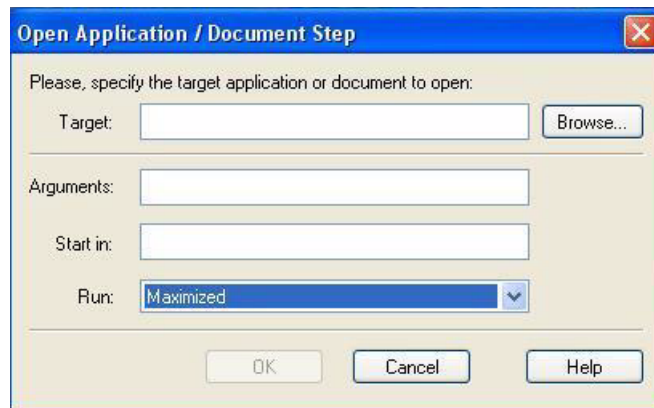 Open Application / Document Step
Please, specify the target application or document to open:
Target:
Browse...
Arguments:
Start in:
Run:
Maximized
OK
Cancel
Help